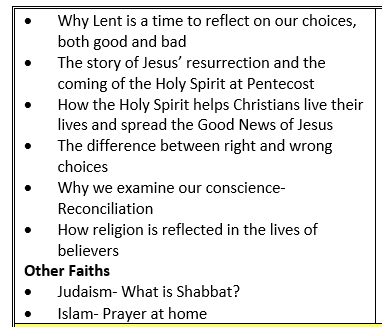 • Why Lent is a time to reflect on our choices,
both good and bad
• The story of Jesus’ resurrection and the
coming of the Holy Spirit at Pentecost
• How the Holy Spirit helps Christians live their
lives and spread the Good News of Jesus
• The difference between right and wrong
choices
• Why we examine our conscience-
Reconciliation
• How religion is reflected in the lives of
believers
Other Faiths
• Judaism- What is Shabbat?
• Islam- Prayer at home